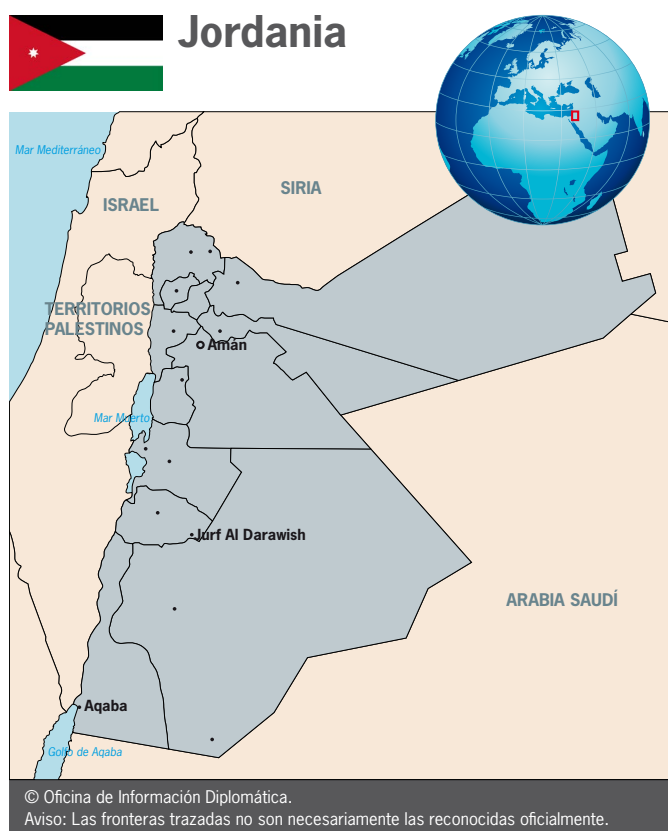 Jordania
Mar Mediterráneo
SIRIA
ISRAEL
TERRITORIOS
PALESTINOS
Amán
Mar Muerto
Jurf Al Darawish
ARABIA SAUDÍ
Aqaba
Golfo de Aqaba
© Oficina de Información Diplomática.
Aviso: Las fronteras trazadas no son necesariamente las reconocidas oficialmente.